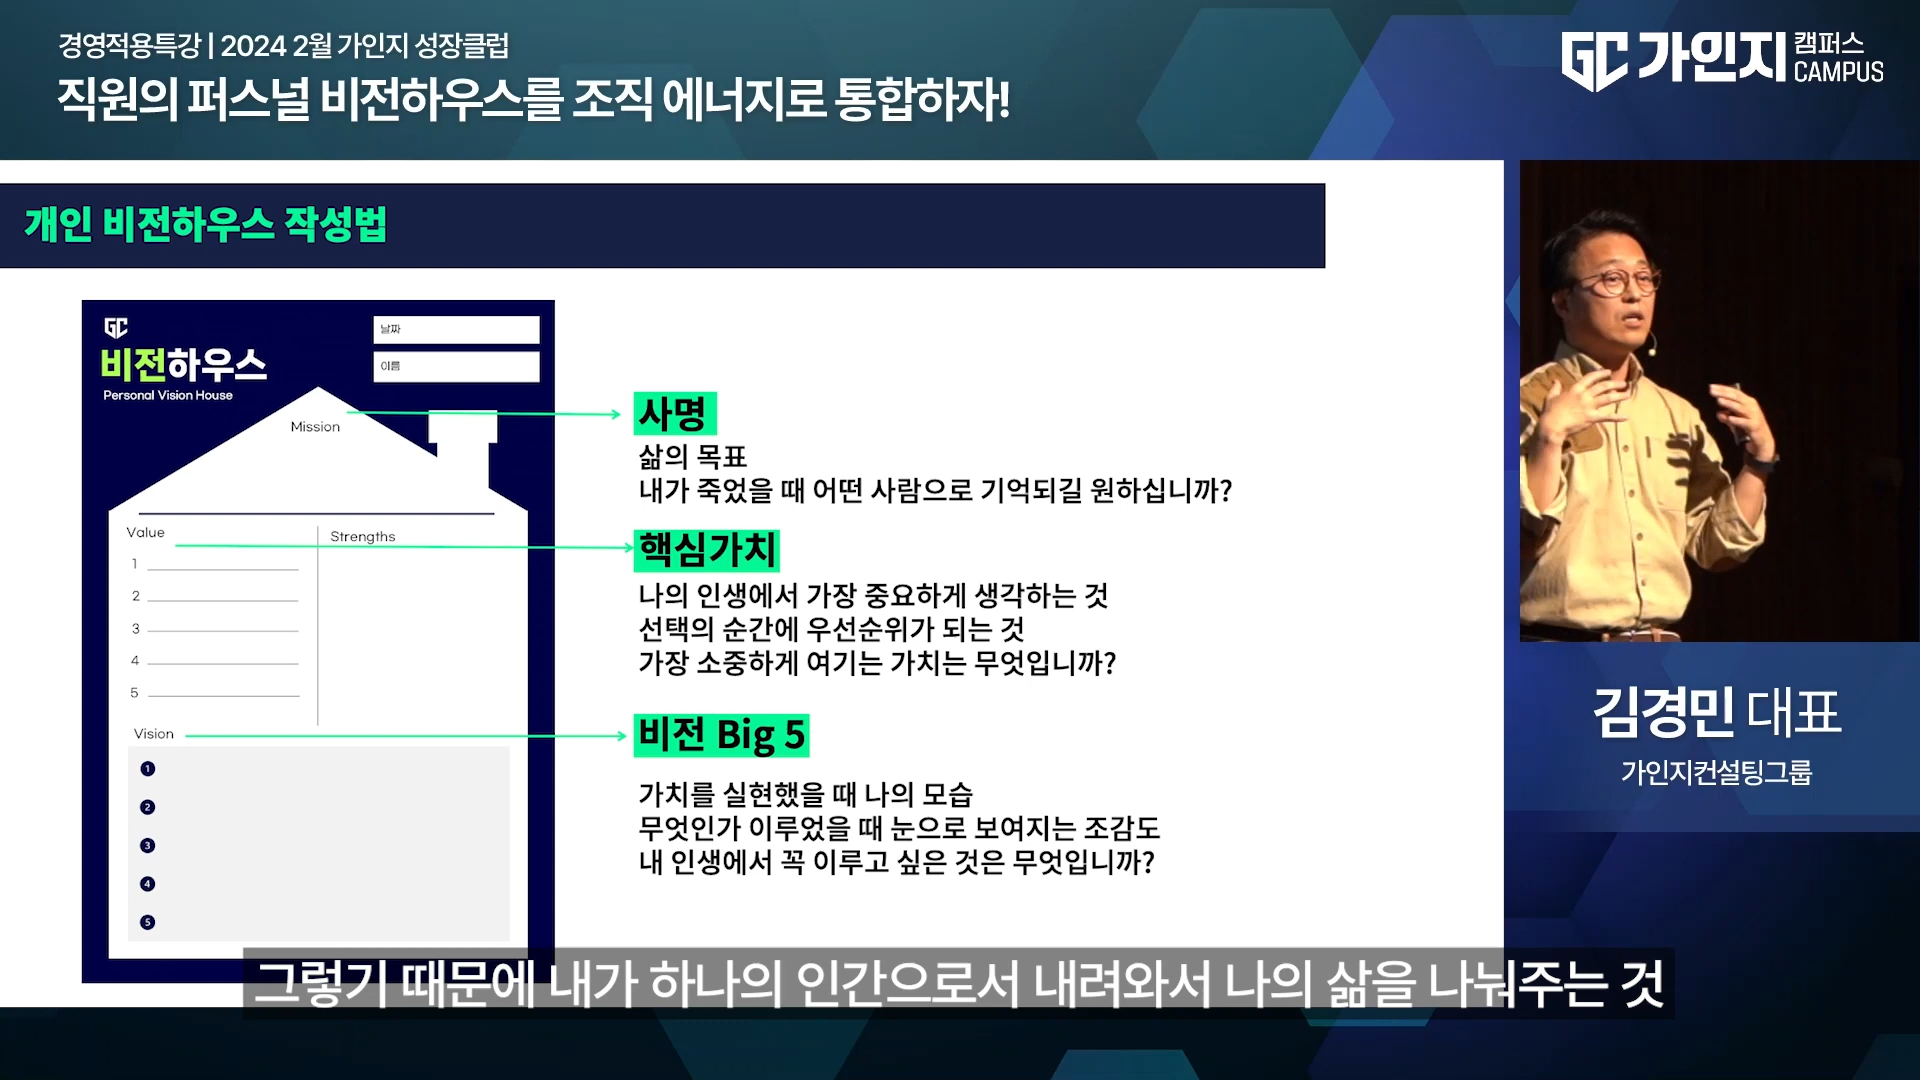 경영적용특강 | 2024 2월 가인지 성장클럽
직원의 퍼스널 비전하우스를 조직 에너지로 통합하자!
GC 가인지 캠퍼스 CAMPUS
개인 비전하우스 작성법
GC
비전하우스
Personal Vision House
날짜
이름
Mission
Value
1
2
3
4
5
Strengths
Vision
1
2
3
4
5
사명
삶의 목표
내가 죽었을 때 어떤 사람으로 기억되길 원하십니까?
핵심가치
나의 인생에서 가장 중요하게 생각하는 것
선택의 순간에 우선순위가 되는 것
가장 소중하게 여기는 가치는 무엇입니까?
비전 Big 5
가치를 실현했을 때 나의 모습
무엇인가 이루었을 때 눈으로 보여지는 조감도
내 인생에서 꼭 이루고 싶은 것은 무엇입니까?
김경민 대표
가인지컨설팅그룹
그렇기 때문에 내가 하나의 인간으로서 내려와서 나의 삶을 나눠주는 것